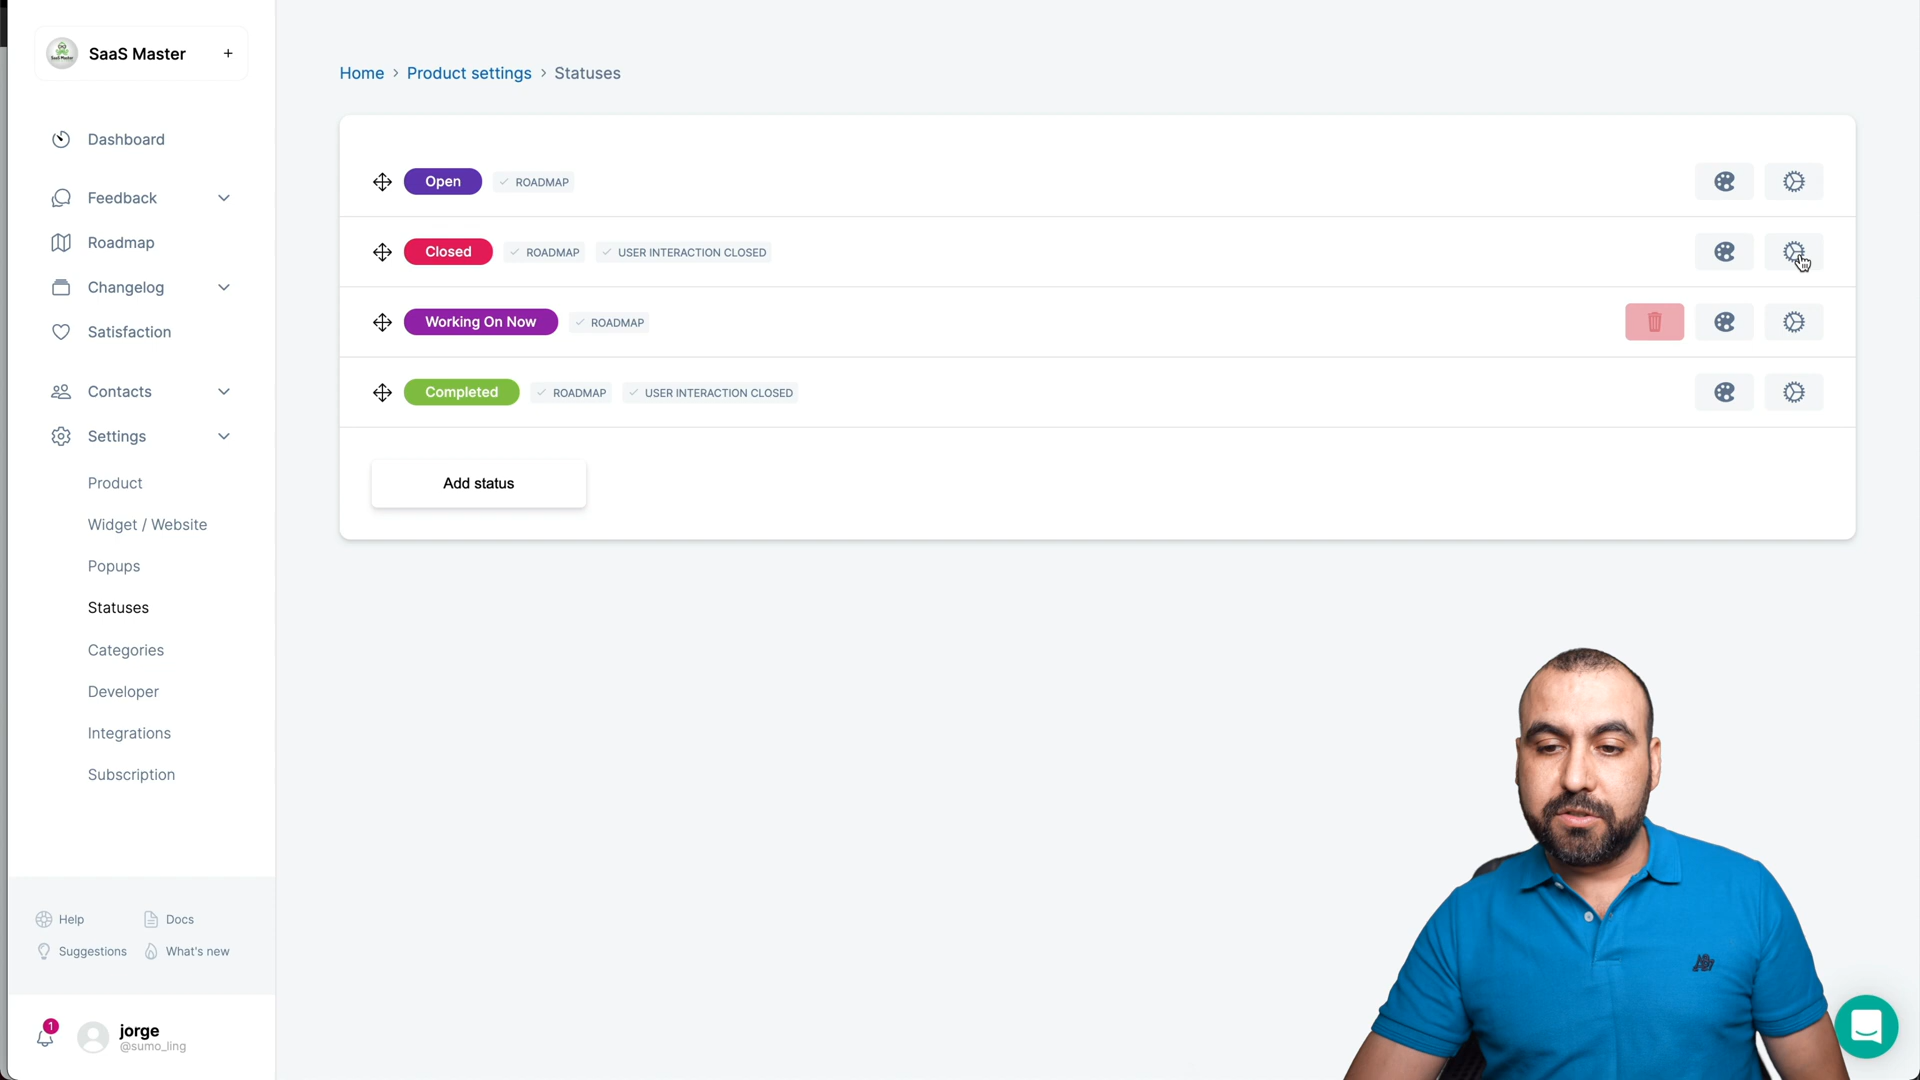 SaaS Master +
Dashboard
Feedback
Roadmap
Changelog
Satisfaction
Contacts
Settings
Product
Widget / Website
Popups
Statuses
Categories
Developer
Integrations
Subscription
Help Docs
Suggestions What's new
1
jorge
@sumo_ling
Home > Product settings > Statuses
Open ROADMAP
Closed ROADMAP USER INTERACTION CLOSED
Working On Now ROADMAP
Completed ROADMAP USER INTERACTION CLOSED
Add status